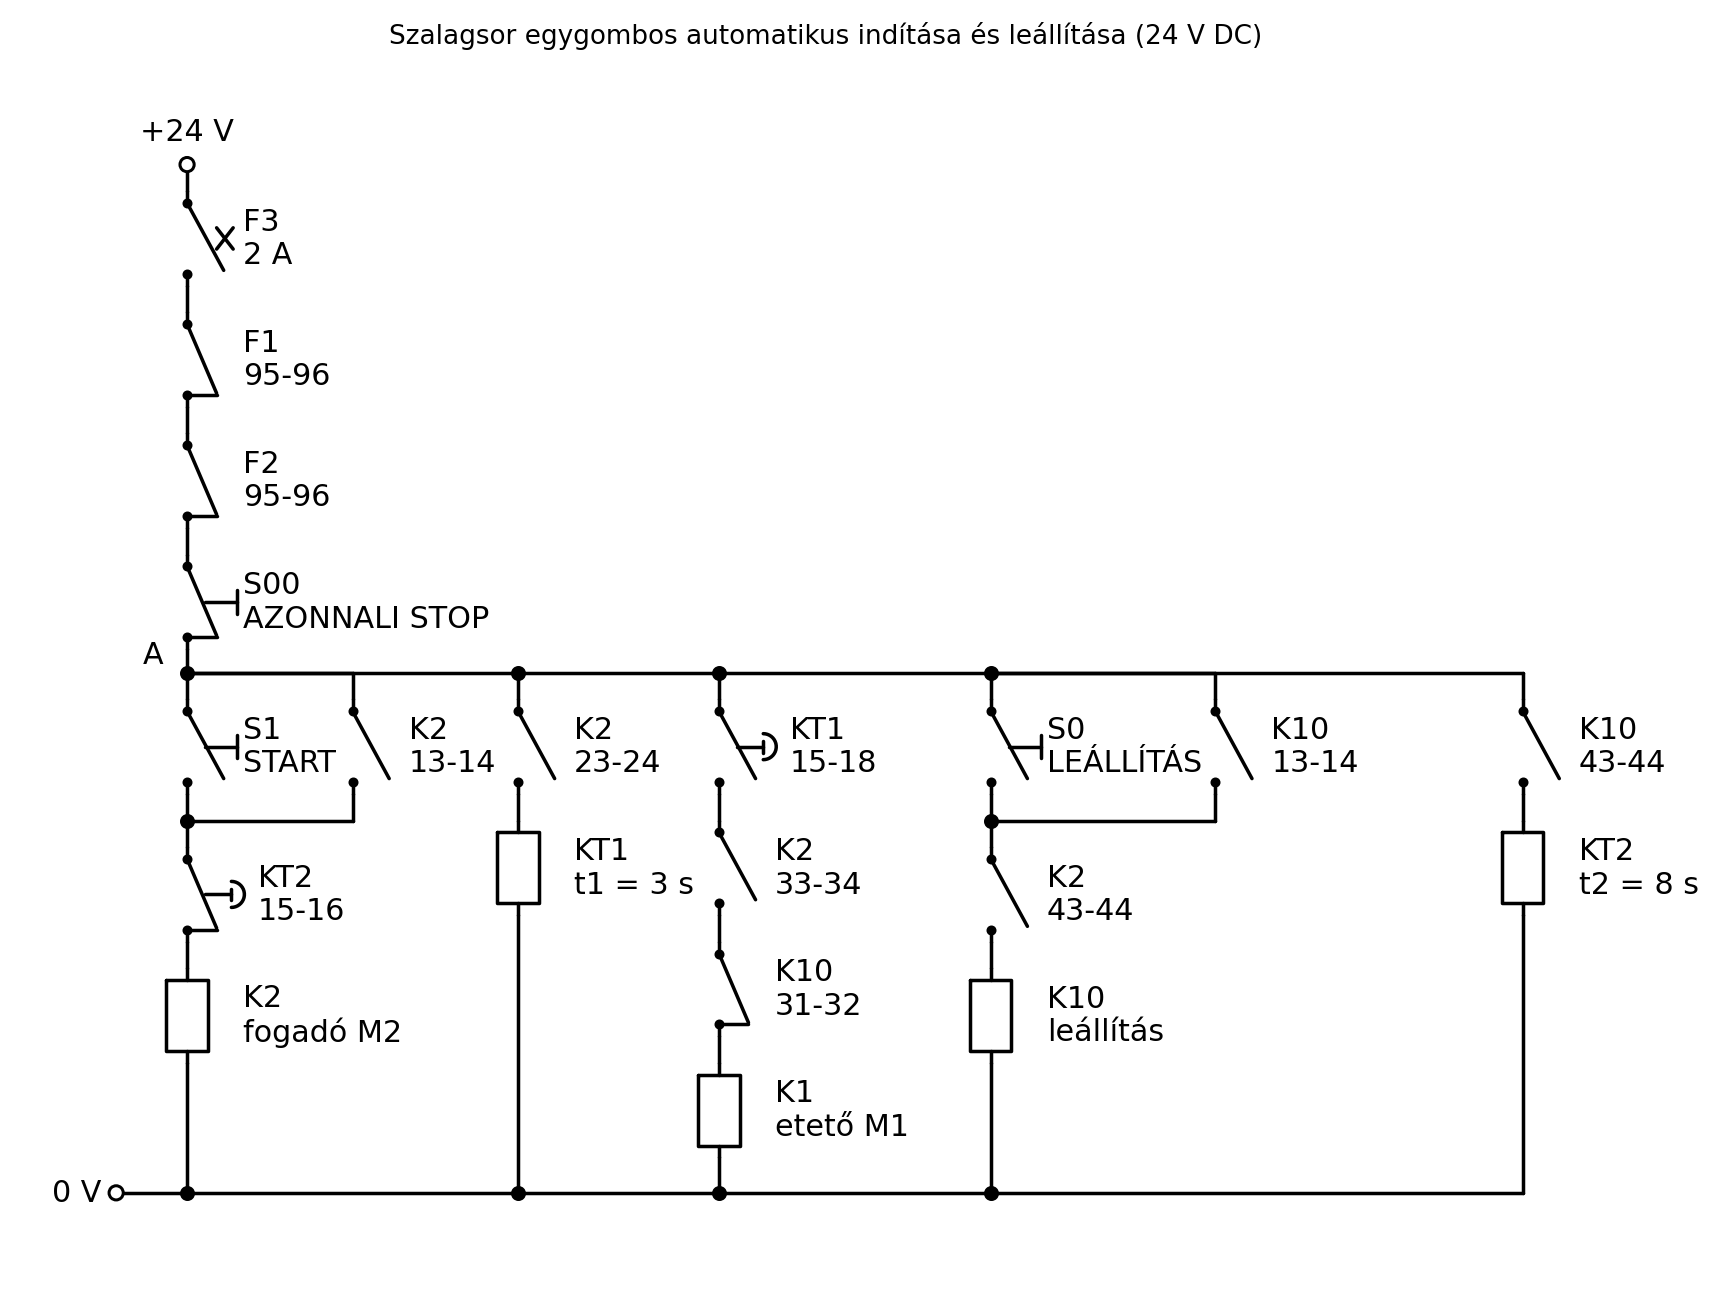 Szalagsor egygombos automatikus indítása és leállítása (24 V DC)
+24 V
F3
2 A
F1
95-96
F2
95-96
S00
AZONNALI STOP
A
S1
START
K2
13-14
K2
23-24
KT1
15-18
S0
LEÁLLÍTÁS
K10
13-14
K10
43-44
KT2
15-16
KT1
t1 = 3 s
K2
33-34
K2
43-44
KT2
t2 = 8 s
K2
fogadó M2
K10
31-32
K10
leállítás
K1
etető M1
0 V